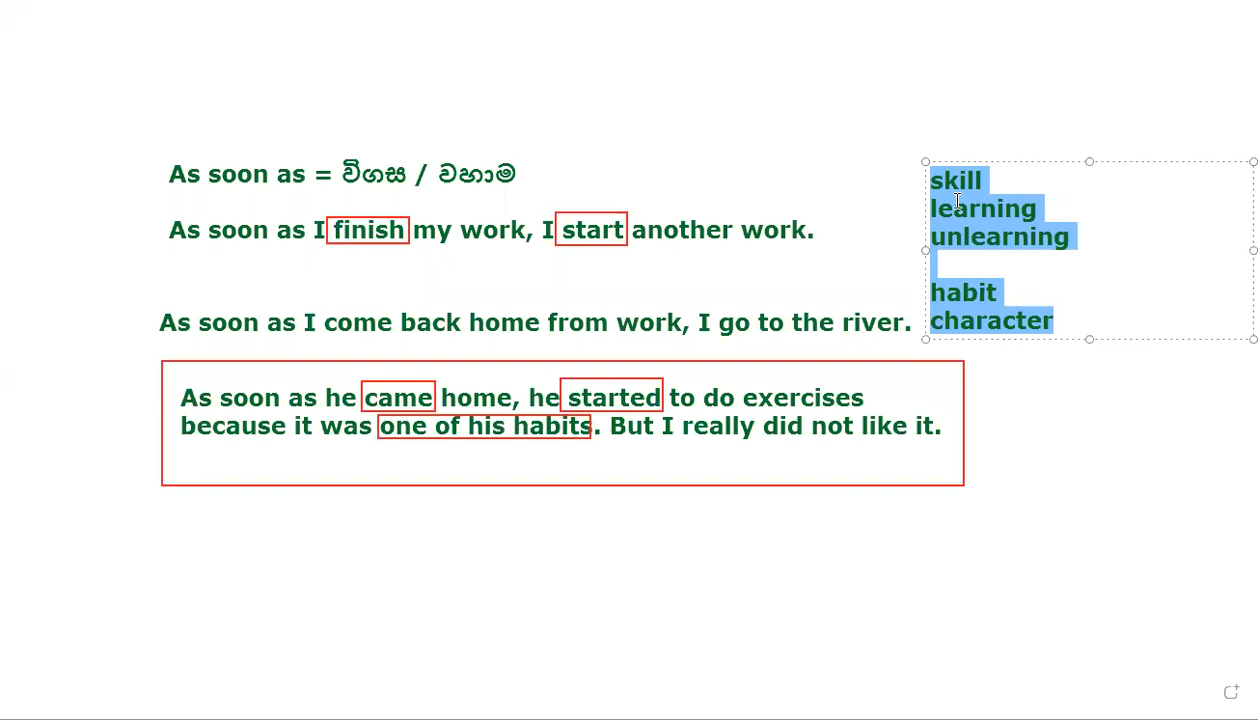 As soon as = විගස / වහාම
As soon as I finish my work, I start another work.
As soon as I come back home from work, I go to the river.
As soon as he came home, he started to do exercises
because it was one of his habits. But I really did not like it.
skill
learning
unlearning
habit
character